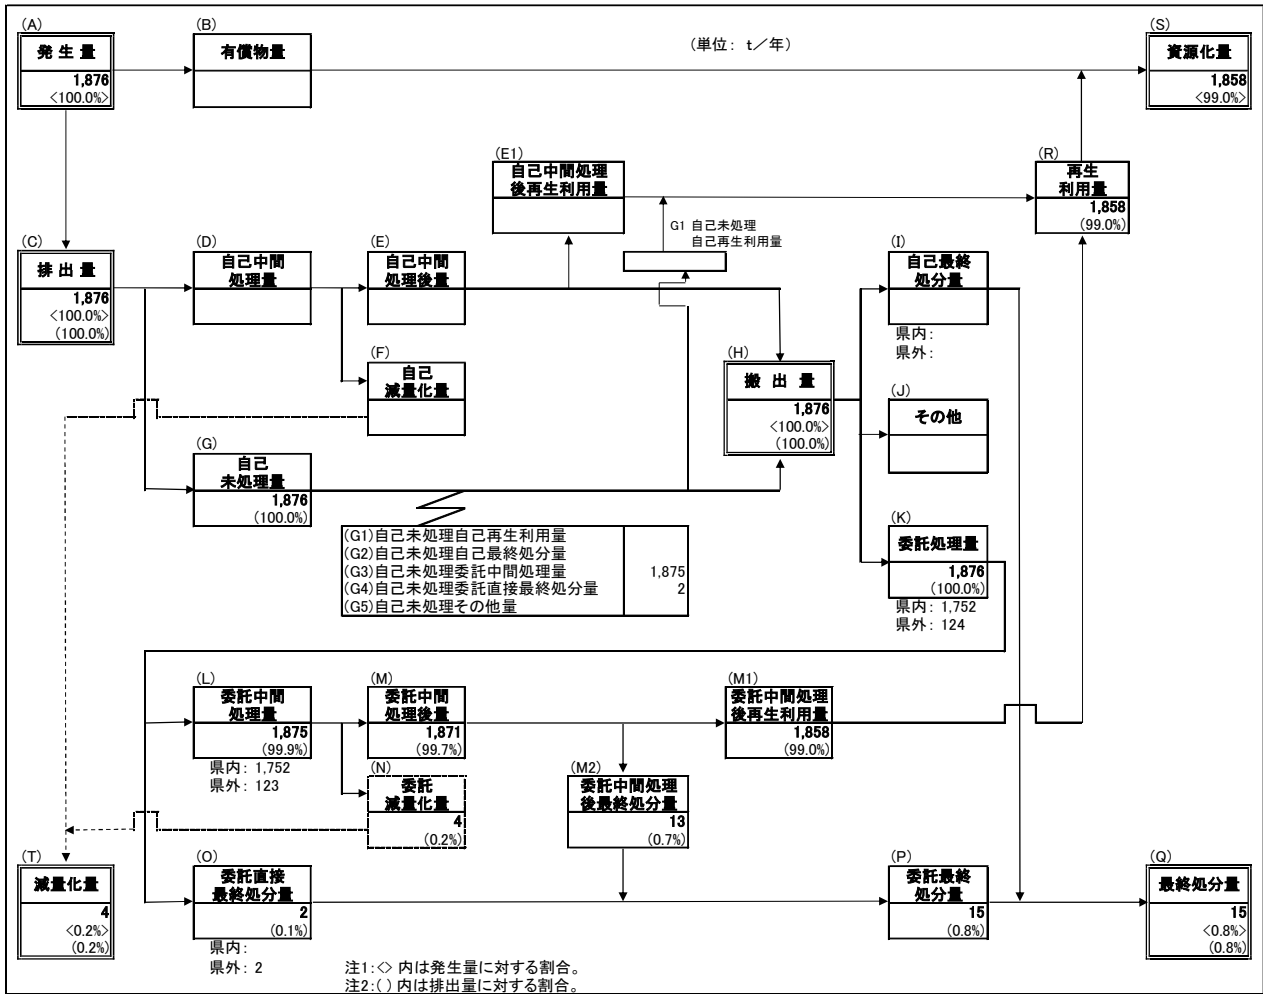 (A)
発 生 量
1,876
<100.0%>
(B)
有償物量
(単位： t／年)
(S)
資源化量
1,858
<99.0%>
(E1)
自己中間処理
後再生利用量
(R)
再生
利用量
1,858
(99.0%)
G1 自己未処理
自己再生利用量
(C)
排 出 量
1,876
<100.0%>
(100.0%)
(D)
自己中間
処理量
(E)
自己中間
処理後量
(I)
自己最終
処分量
県内：
県外：
(F)
自己
減量化量
(H)
搬 出 量
1,876
<100.0%>
(100.0%)
(J)
その他
(G)
自己
未処理量
1,876
(100.0%)
(G1)自己未処理自己再生利用量
(G2)自己未処理自己最終処分量
(G3)自己未処理委託中間処理量 1,875
(G4)自己未処理委託直接最終処分量 2
(G5)自己未処理その他量
(K)
委託処理量
1,876
(100.0%)
県内： 1,752
県外： 124
(L)
委託中間
処理量
1,875
(99.9%)
県内： 1,752
県外： 123
(M)
委託中間
処理後量
1,871
(99.7%)
(M1)
委託中間処理
後再生利用量
1,858
(99.0%)
(N)
委託
減量化量
4
(0.2%)
(M2)
委託中間処理
後最終処分量
13
(0.7%)
(T)
減量化量
4
<0.2%>
(0.2%)
(O)
委託直接
最終処分量
2
(0.1%)
県内：
県外： 2
(P)
委託最終
処分量
15
(0.8%)
(Q)
最終処分量
15
<0.8%>
(0.8%)
注1：<> 内は発生量に対する割合。
注2：( ) 内は排出量に対する割合。